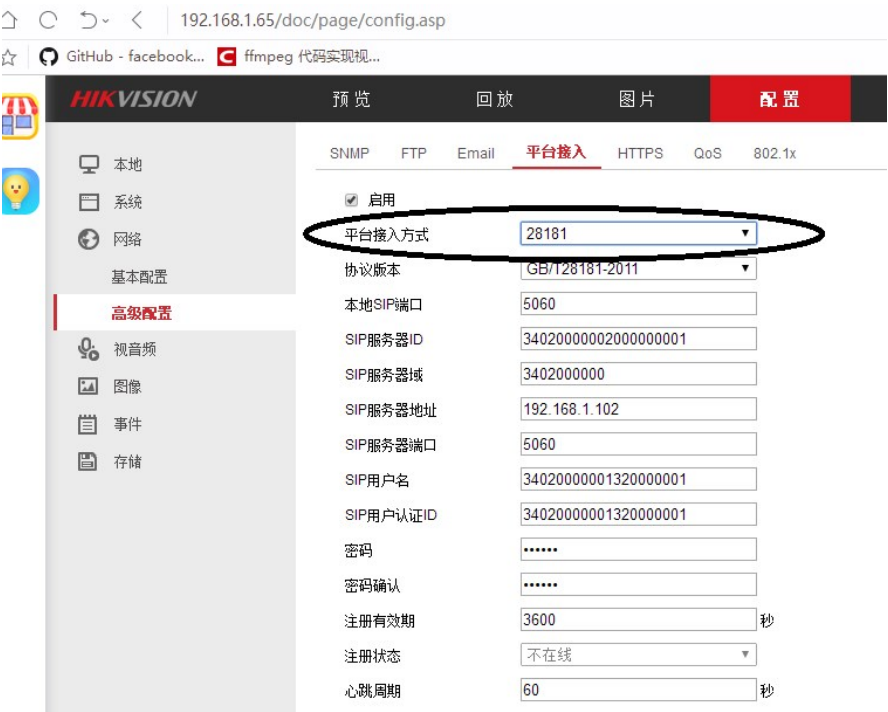 192.168.1.65/doc/page/config.asp
GitHub - facebook... ffmpeg 代码实现视...
HIKVISION 预览 回放 图片 配置
SNMP FTP Email 平台接入 HTTPS QoS 802.1x
本地
系统
网络
基本配置
高级配置
视音频
图像
事件
存储
启用
平台接入方式 28181
协议版本 GB/T28181-2011
本地SIP端口 5060
SIP服务器ID 34020000002000000001
SIP服务器域 3402000000
SIP服务器地址 192.168.1.102
SIP服务器端口 5060
SIP用户名 34020000001320000001
SIP用户认证ID 34020000001320000001
密码 ••••••
密码确认 ••••••
注册有效期 3600 秒
注册状态 不在线
心跳周期 60 秒